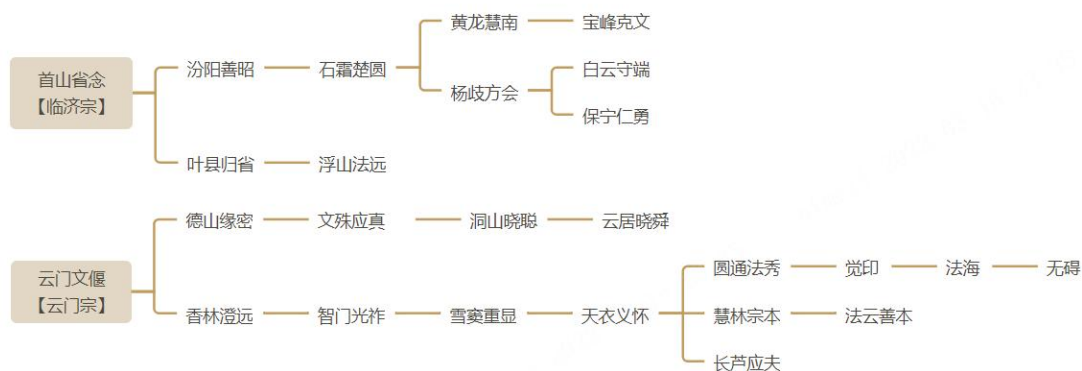 黄龙慧南
宝峰克文
首山省念
【临济宗】
汾阳善昭
石霜楚圆
白云守端
杨歧方会
保宁仁勇
叶县归省
浮山法远
德山缘密
文殊应真
洞山晓聪
云居晓舜
云门文偃
【云门宗】
圆通法秀
觉印
法海
无碍
香林澄远
智门光祚
雪窦重显
天衣义怀
慧林宗本
法云善本
长芦应夫